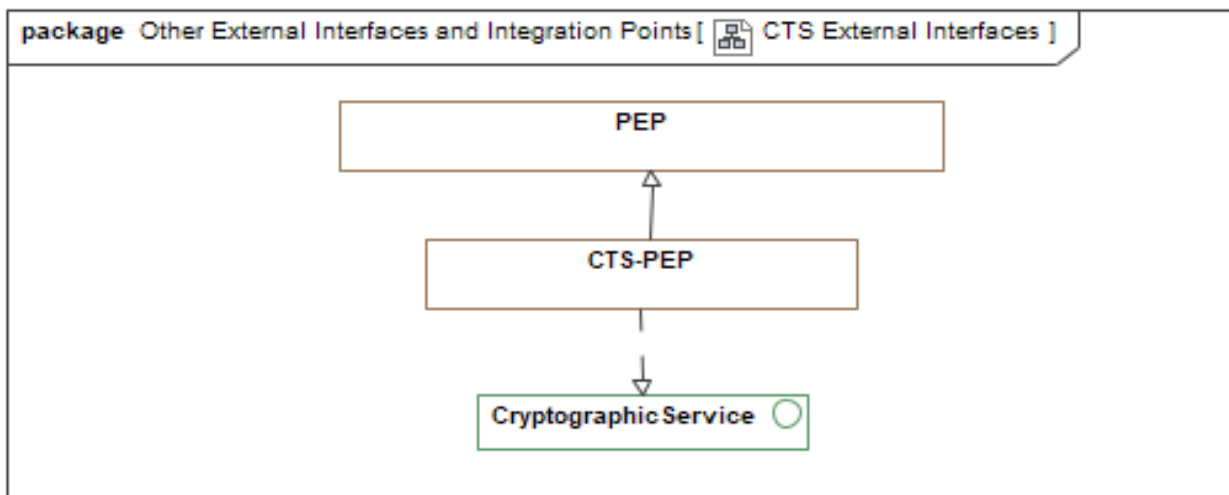 package Other External Interfaces and Integration Points[ CTS External Interfaces ]
PEP
CTS-PEP
CryptographicService